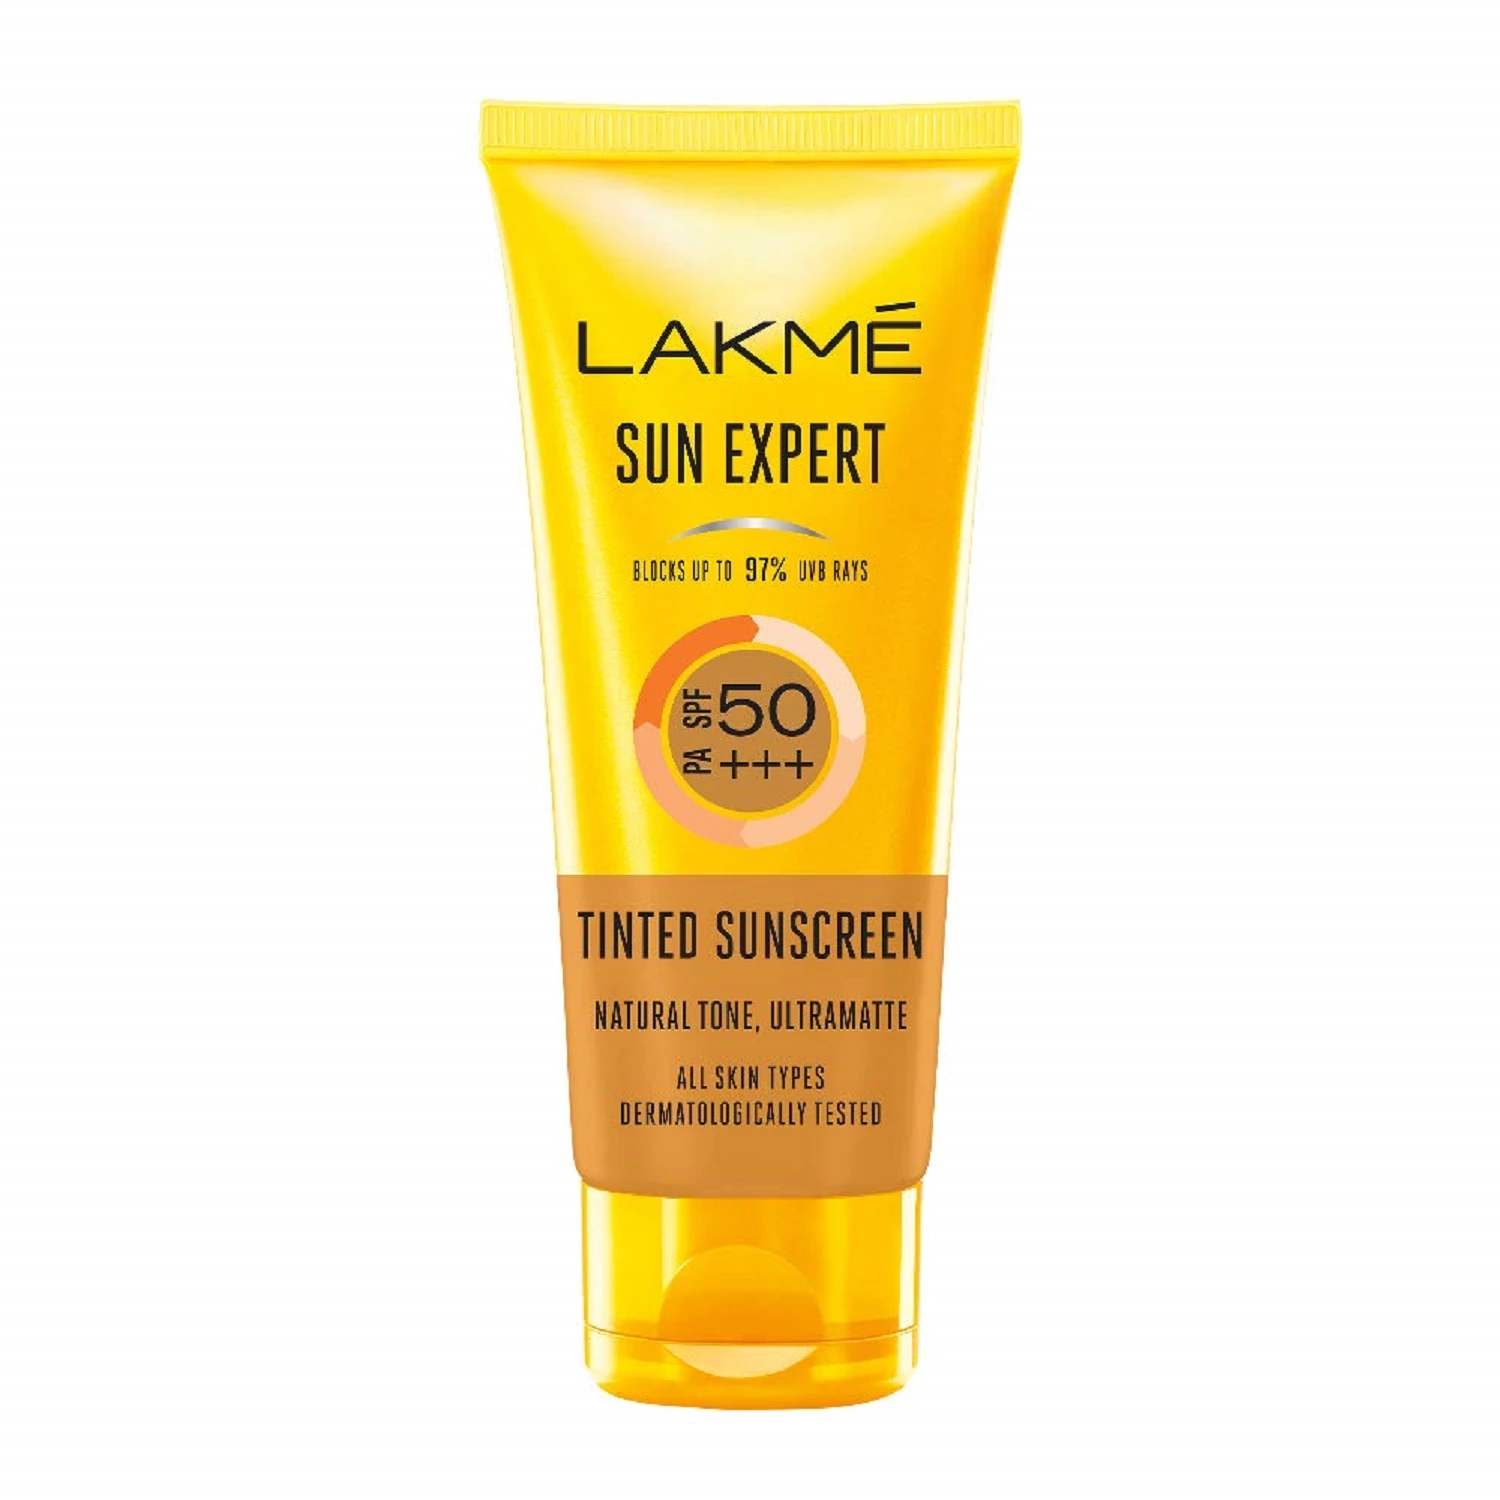 LAKMÉ
SUN EXPERT
BLOCKS UP TO 97% UVB RAYS
SPF 50
PA +++
TINTED SUNSCREEN
NATURAL TONE, ULTRAMATTE
ALL SKIN TYPES
DERMATOLOGICALLY TESTED